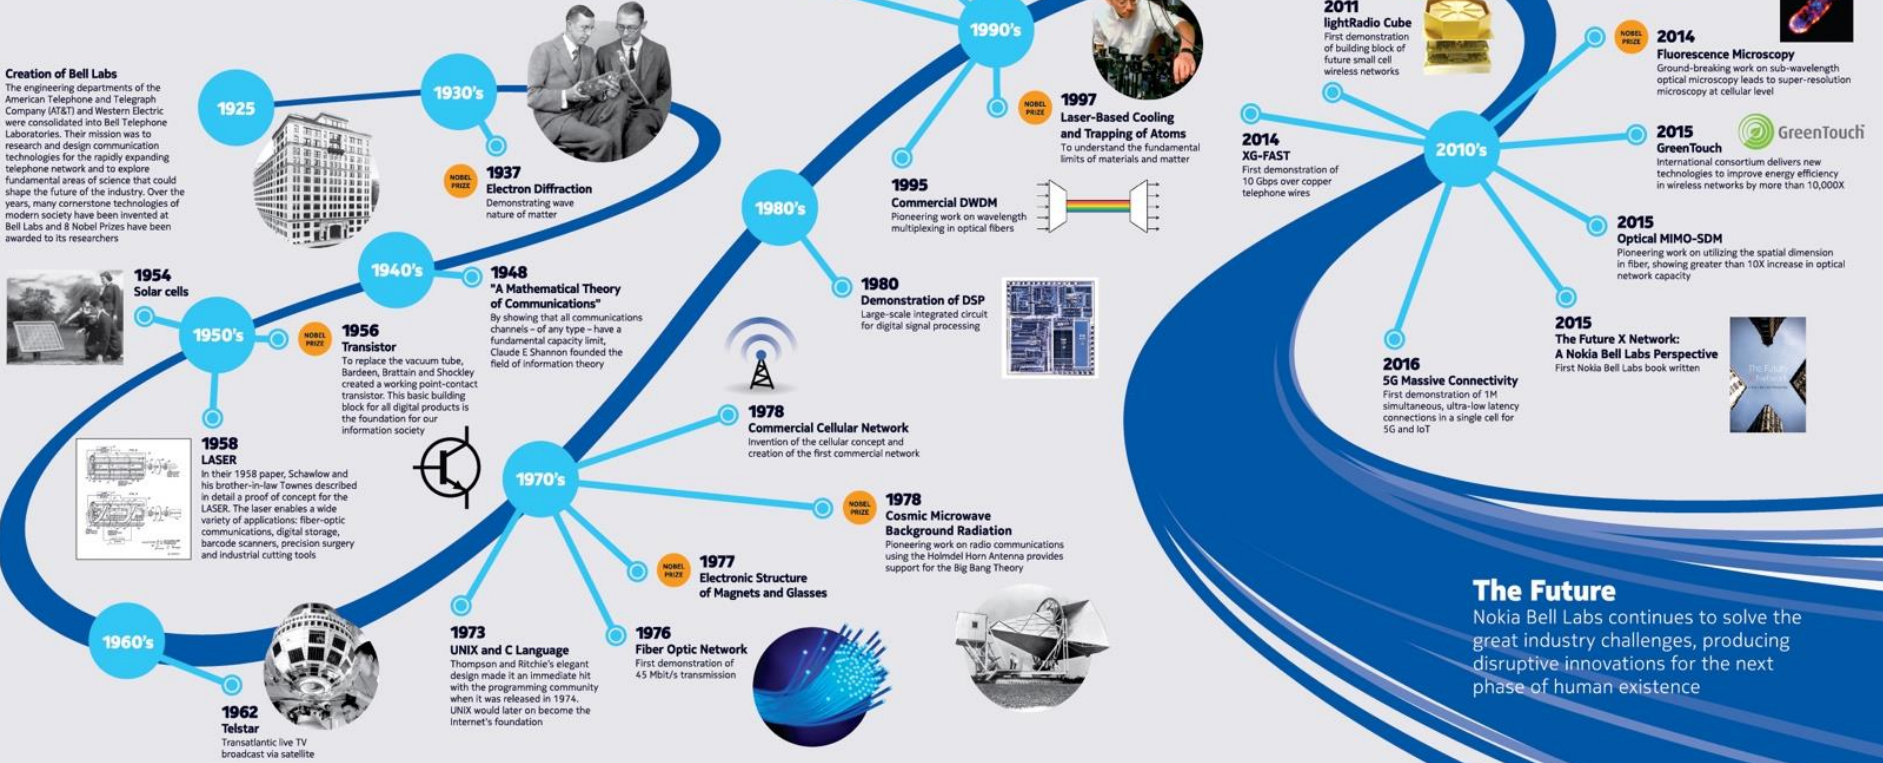 Creation of Bell Labs
The engineering departments of the
American Telephone and Telegraph
Company (AT&T) and Western Electric
were consolidated into Bell Telephone
Laboratories. Their mission was to
research and design communication
technologies for the rapidly expanding
telephone network and to explore
fundamental areas of science that could
shape the future of the industry. Over the
years, many cornerstone technologies of
modern society have been invented at
Bell Labs and 8 Nobel Prizes have been
awarded to its researchers
1925
1930's
NOBEL
PRIZE
1937
Electron Diffraction
Demonstrating wave
nature of matter
1940's
1948
"A Mathematical Theory
of Communications"
By showing that all communications
channels – of any type – have a
fundamental capacity limit,
Claude E Shannon founded the
field of information theory
1954
Solar cells
1950's
NOBEL
PRIZE
1956
Transistor
To replace the vacuum tube,
Bardeen, Brattain and Shockley
created a working point-contact
transistor. This basic building
block for all digital products is
the foundation for our
information society
1958
LASER
In their 1958 paper, Schawlow and
his brother-in-law Townes described
in detail a proof of concept for the
LASER. The laser enables a wide
variety of applications: fiber-optic
communications, digital storage,
barcode scanners, precision surgery
and industrial cutting tools
1960's
1962
Telstar
Transatlantic live TV
broadcast via satellite
1970's
1973
UNIX and C Language
Thompson and Ritchie's elegant
design made it an immediate hit
with the programming community
when it was released in 1974.
UNIX would later on become the
Internet's foundation
1976
Fiber Optic Network
First demonstration of
45 Mbit/s transmission
NOBEL
PRIZE
1977
Electronic Structure
of Magnets and Glasses
1978
Commercial Cellular Network
Invention of the cellular concept and
creation of the first commercial network
NOBEL
PRIZE
1978
Cosmic Microwave
Background Radiation
Pioneering work on radio communications
using the Holmdel Horn Antenna provides
support for the Big Bang Theory
1980's
1980
Demonstration of DSP
Large-scale integrated circuit
for digital signal processing
1990's
1995
Commercial DWDM
Pioneering work on wavelength
multiplexing in optical fibers
NOBEL
PRIZE
1997
Laser-Based Cooling
and Trapping of Atoms
To understand the fundamental
limits of materials and matter
2011
lightRadio Cube
First demonstration
of building block of
future small cell
wireless networks
2014
XG-FAST
First demonstration of
10 Gbps over copper
telephone wires
2010's
NOBEL
PRIZE
2014
Fluorescence Microscopy
Ground-breaking work on sub-wavelength
optical microscopy leads to super-resolution
microscopy at cellular level
2015
GreenTouch
International consortium delivers new
technologies to improve energy efficiency
in wireless networks by more than 10,000X
GreenTouch
2015
Optical MIMO-SDM
Pioneering work on utilizing the spatial dimension
in fiber, showing greater than 10X increase in optical
network capacity
2015
The Future X Network:
A Nokia Bell Labs Perspective
First Nokia Bell Labs book written
The Future
Network
2016
5G Massive Connectivity
First demonstration of 1M
simultaneous, ultra-low latency
connections in a single cell for
5G and IoT
The Future
Nokia Bell Labs continues to solve the
great industry challenges, producing
disruptive innovations for the next
phase of human existence